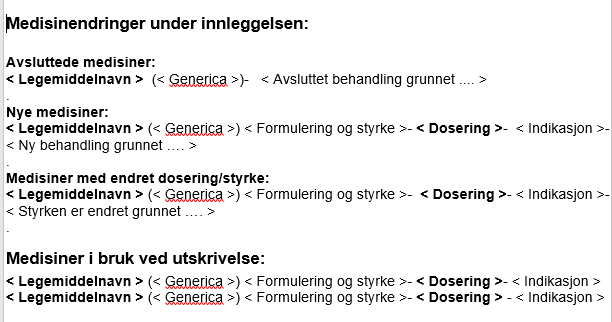 Medisinendringer under innleggelsen:
Avsluttede medisiner:
< Legemiddelnavn > (< Generica >)- < Avsluttet behandling grunnet .... >
.
Nye medisiner:
< Legemiddelnavn > (< Generica >) < Formulering og styrke >- < Dosering >- < Indikasjon >-
< Ny behandling grunnet …. >
.
Medisiner med endret dosering/styrke:
< Legemiddelnavn > (< Generica >) < Formulering og styrke >- < Dosering >- < Indikasjon >-
< Styrken er endret grunnet …. >
.
Medisiner i bruk ved utskrivelse:
< Legemiddelnavn > (< Generica >) < Formulering og styrke >- < Dosering >- < Indikasjon >
< Legemiddelnavn > (< Generica >) < Formulering og styrke >- < Dosering > - < Indikasjon >